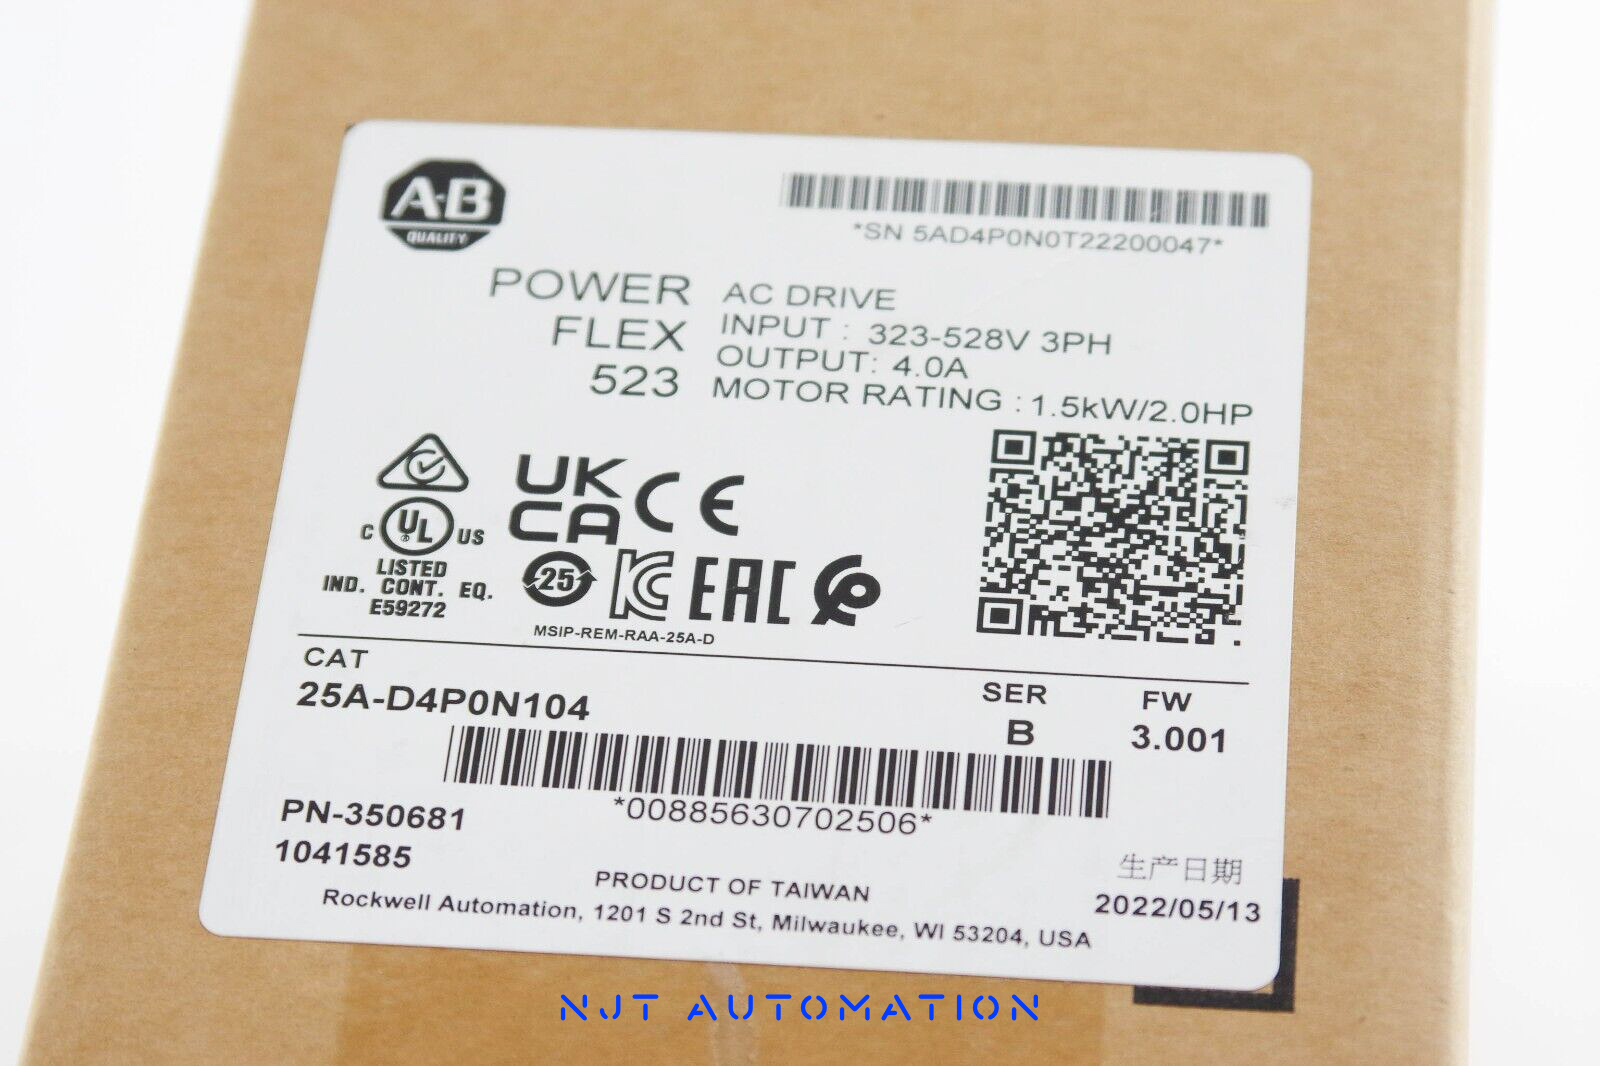 A-B
QUALITY
*SN 5AD4P0N0T22200047*
POWER
FLEX
523
AC DRIVE
INPUT : 323-528V 3PH
OUTPUT: 4.0A
MOTOR RATING : 1.5kW/2.0HP
C UL US
LISTED
IND. CONT. EQ.
E59272
UK
CA
CE
25
KC
EAC
MSIP-REM-RAA-25A-D
CAT
25A-D4P0N104
SER
B
FW
3.001
*00885630702506*
PN-350681
1041585
生产日期
2022/05/13
PRODUCT OF TAIWAN
Rockwell Automation, 1201 S 2nd St, Milwaukee, WI 53204, USA
NJT AUTOMATION